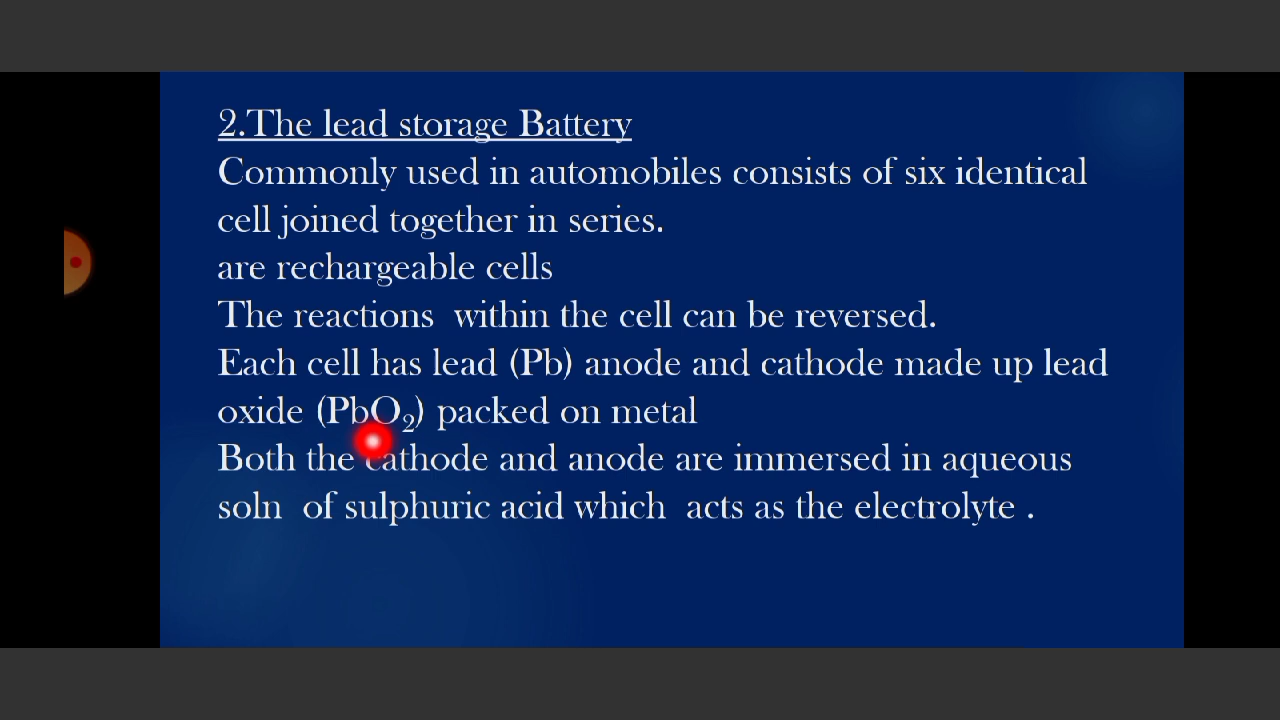 2.The lead storage Battery
Commonly used in automobiles consists of six identical
cell joined together in series.
are rechargeable cells
The reactions within the cell can be reversed.
Each cell has lead (Pb) anode and cathode made up lead
oxide (PbO₂) packed on metal
Both the cathode and anode are immersed in aqueous
soln of sulphuric acid which acts as the electrolyte .